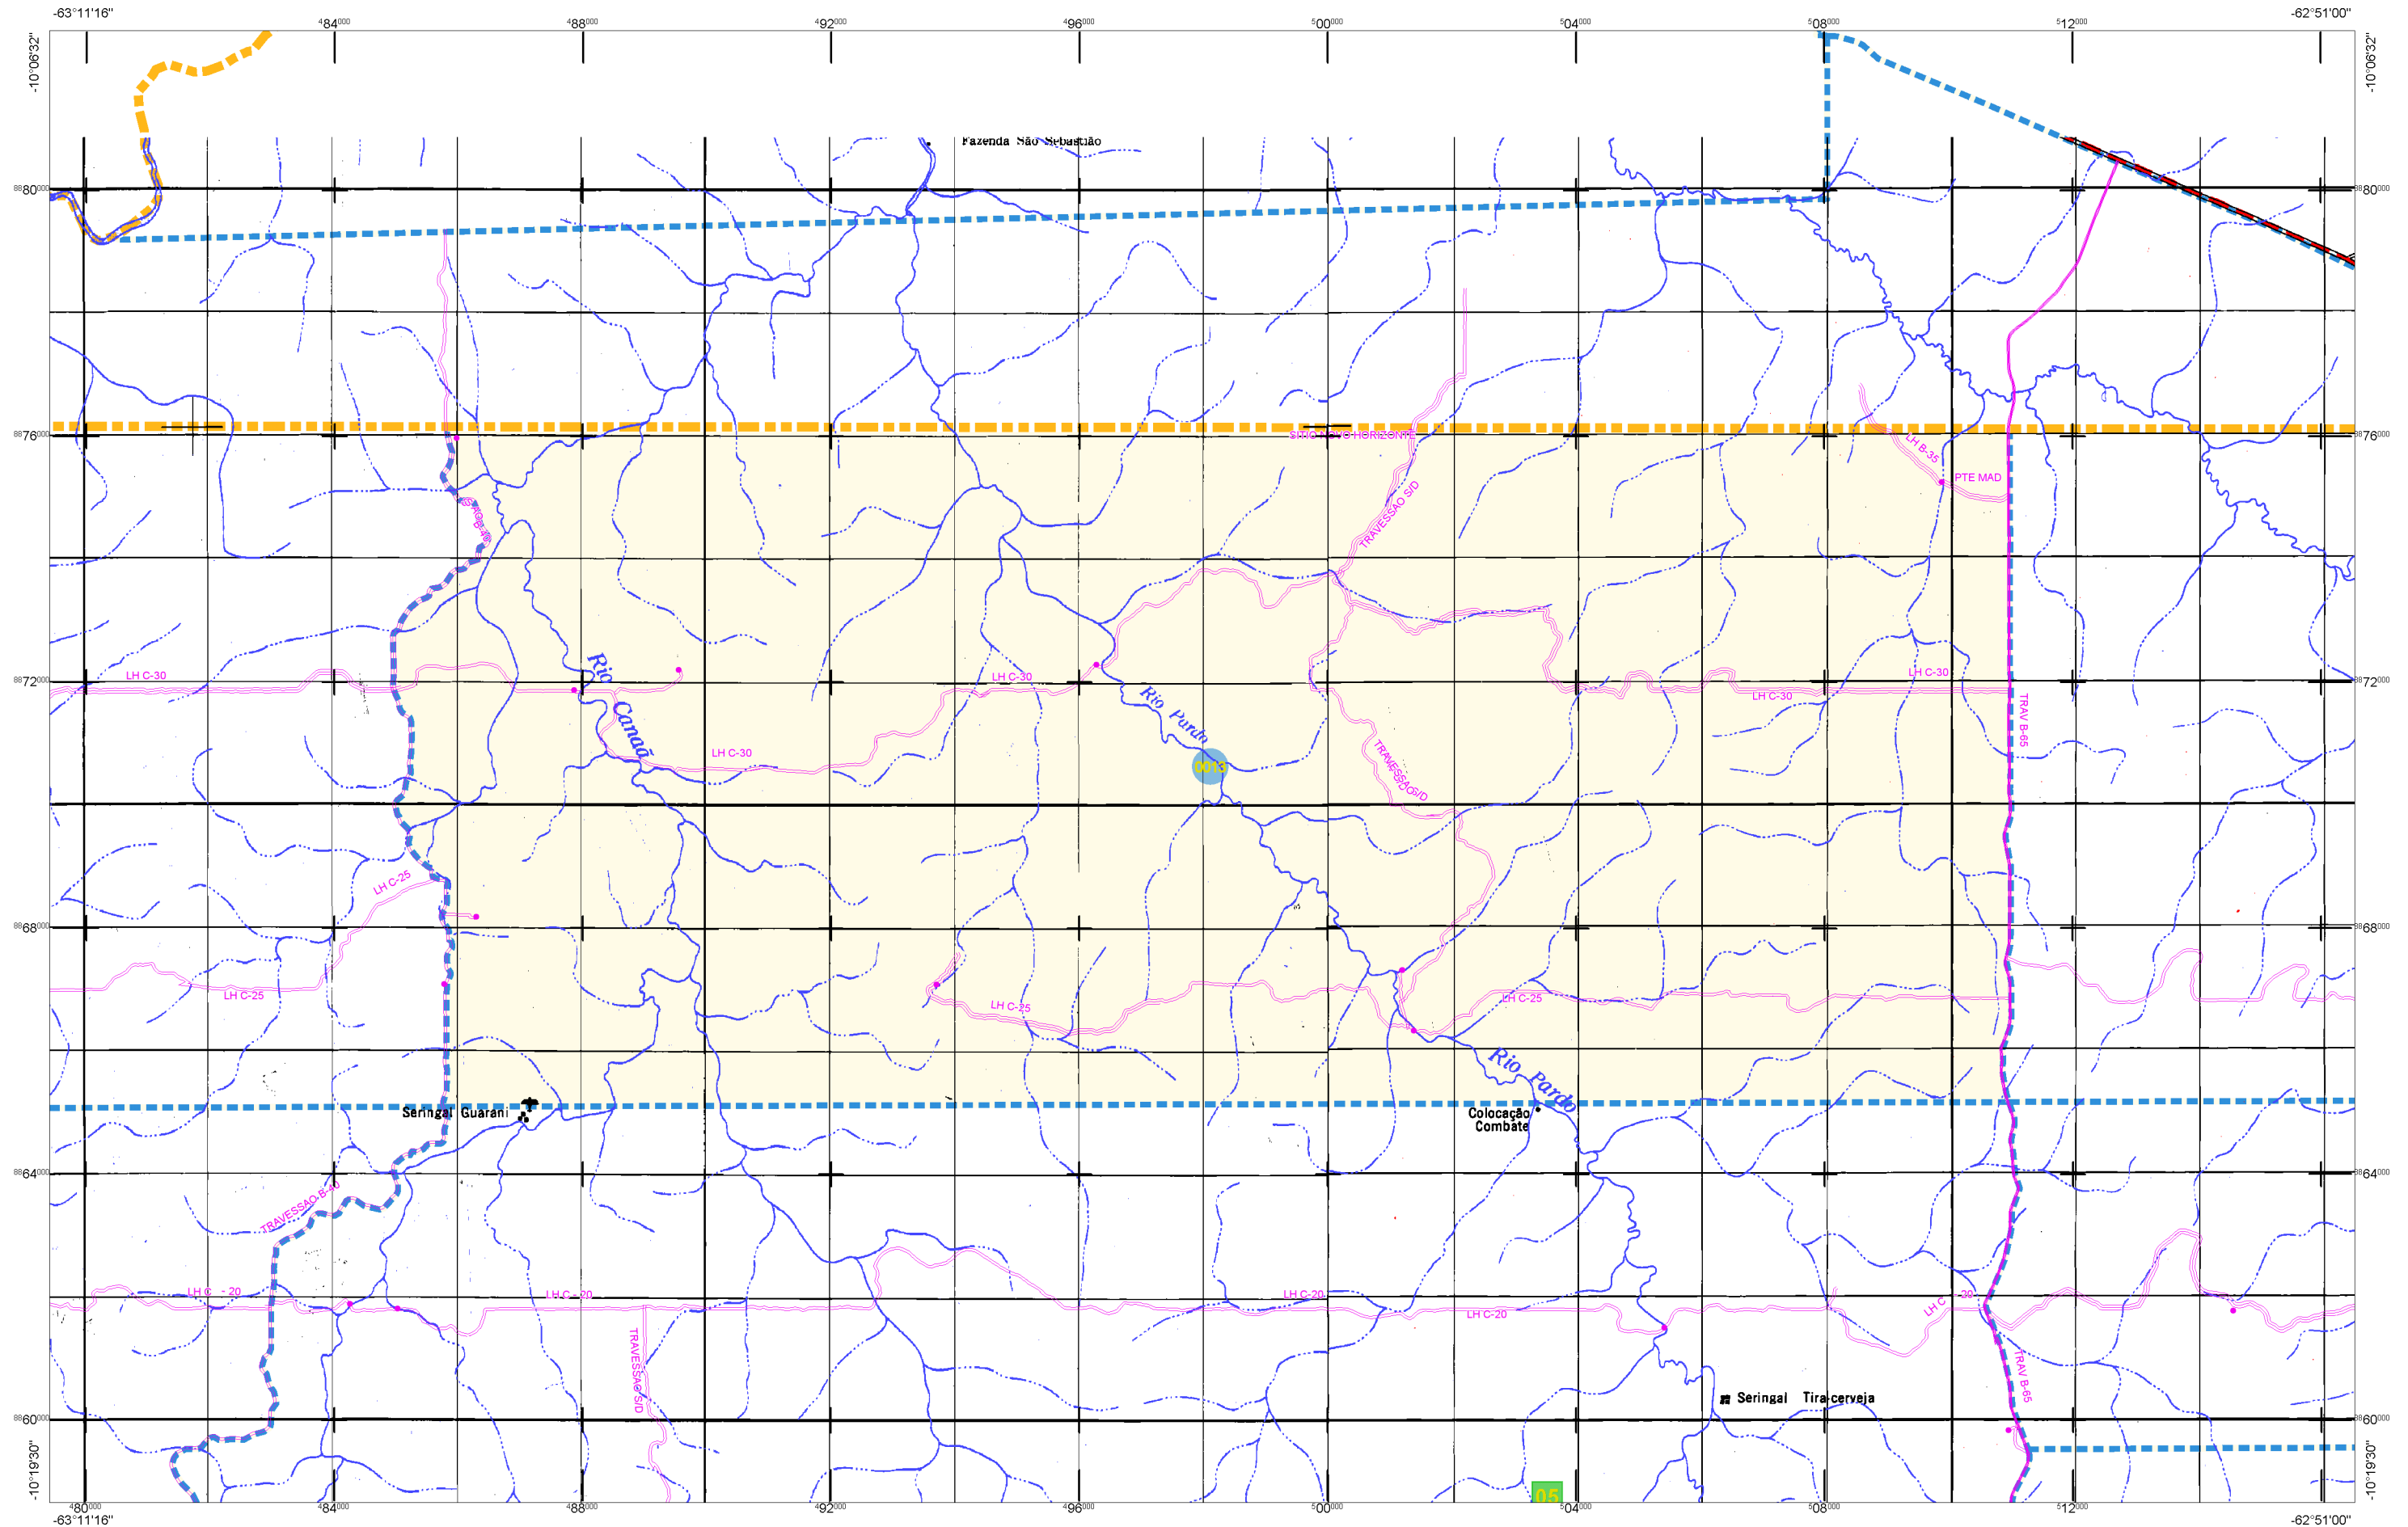 -63°11'16"
-62°51'00"
484000
488000
492000
496000
500000
504000
508000
512000
-10°06'32"
-10°06'32"
Fazenda São Sebastião
8880000
8880000
8876000
8876000
SITIO NOVO HORIZONTE
LH B-35
PTE MAD
TRAVESSAO S/D
LH C-30
Rio Canaã
LH C-30
Rio Pardo
LH C-30
LH C-30
8872000
8872000
TRAV B-65
LH C-30
TRAVESSAO S/D
0013
LH C-25
8868000
8868000
LH C-25
LH C-25
LH C-25
Rio Pardo
Seringal Guarani
Colocação
Combate
8864000
8864000
TRAVESSAO B-40
LH C - 20
LH C - 20
LH C-20
LH C-20
LH C - 20
TRAVESSAO S/D
TRAV B-65
Seringal Tira-cerveja
8860000
8860000
-10°19'30"
-10°19'30"
05
480000
484000
488000
492000
496000
500000
504000
508000
512000
-63°11'16"
-62°51'00"